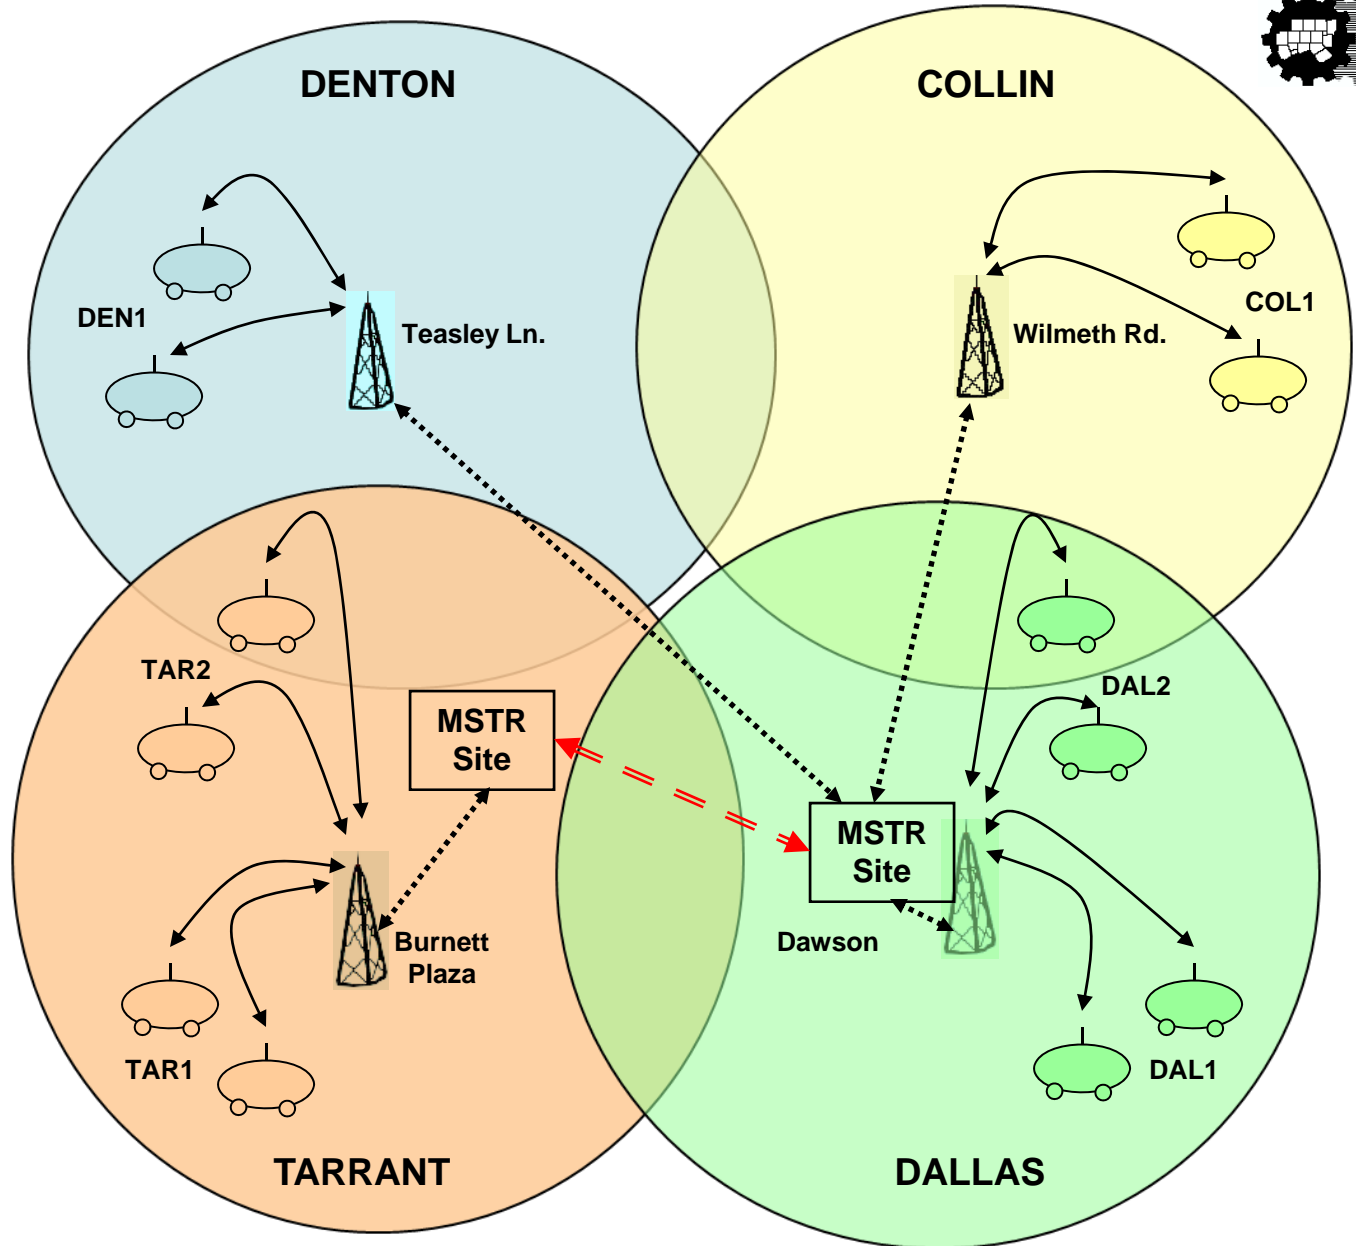 DENTON
COLLIN
DEN1
Teasley Ln.
Wilmeth Rd.
COL1
TAR2
MSTR
Site
DAL2
MSTR
Site
Burnett
Plaza
Dawson
TAR1
DAL1
TARRANT
DALLAS